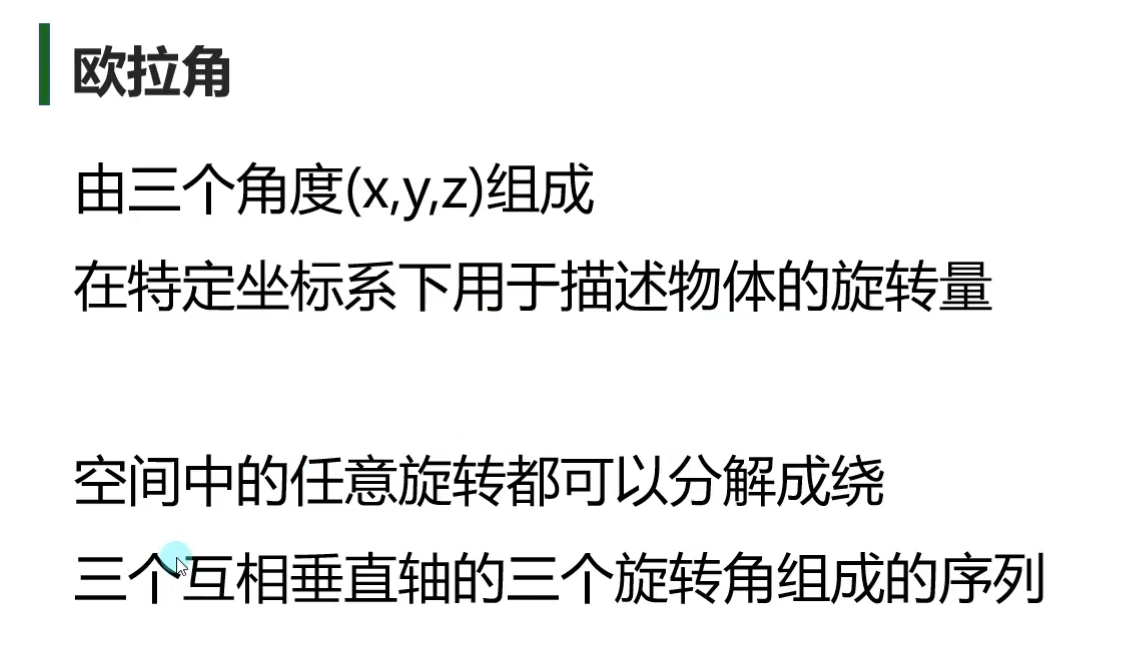 欧拉角
由三个角度(x,y,z)组成
在特定坐标系下用于描述物体的旋转量
空间中的任意旋转都可以分解成绕
三个互相垂直轴的三个旋转角组成的序列